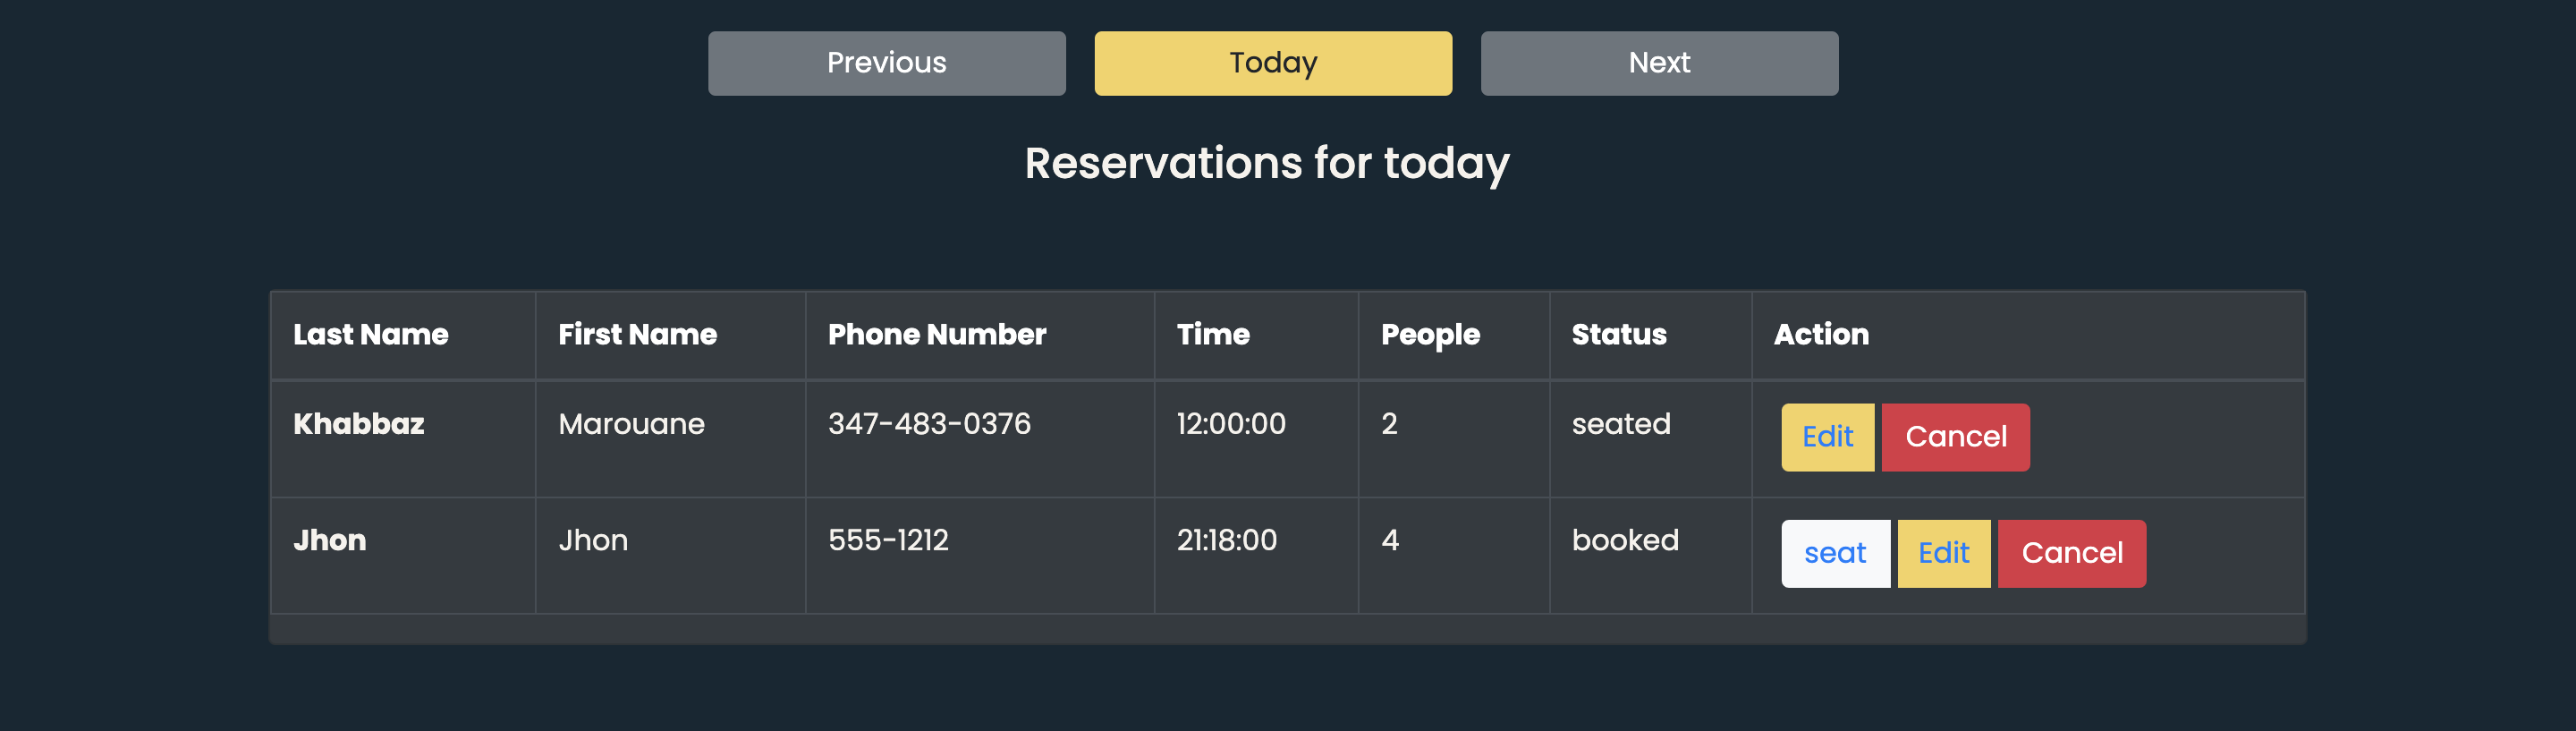 Previous Today Next
Reservations for today
Last Name First Name Phone Number Time People Status Action
Khabbaz Marouane 347-483-0376 12:00:00 2 seated Edit Cancel
Jhon Jhon 555-1212 21:18:00 4 booked seat Edit Cancel